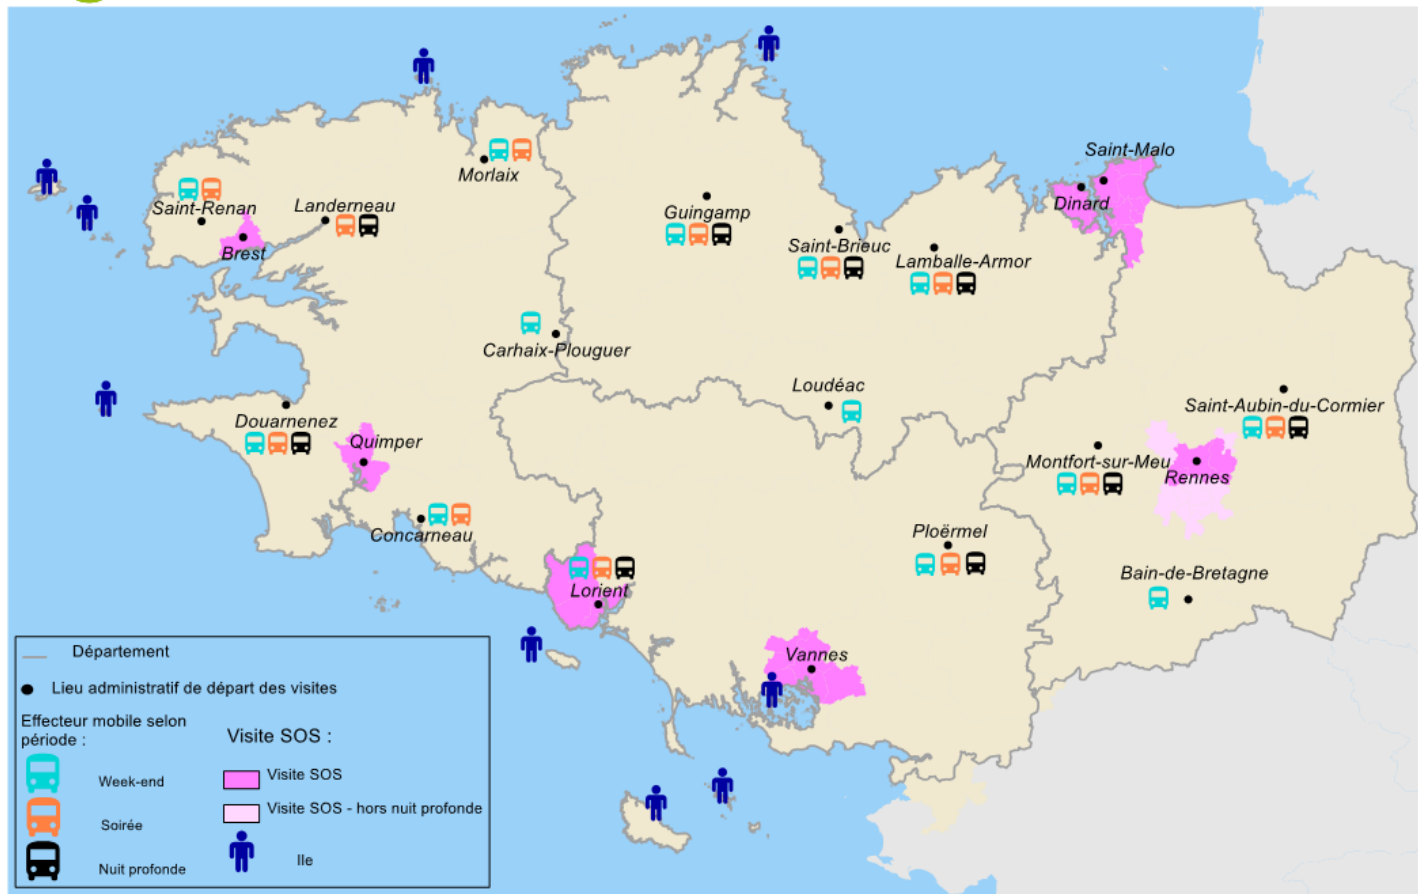 Saint-Malo
Morlaix
Saint-Renan
Landerneau
Guingamp
Dinard
Brest
Saint-Brieuc
Lamballe-Armor
Carhaix-Plouguer
Loudéac
Douarnenez
Saint-Aubin-du-Cormier
Quimper
Montfort-sur-Meu
Rennes
Concarneau
Ploërmel
Bain-de-Bretagne
Lorient
Vannes
Département
Lieu administratif de départ des visites
Effecteur mobile selon
période :
Visite SOS :
Week-end
Visite SOS
Soirée
Visite SOS - hors nuit profonde
Nuit profonde
Ile